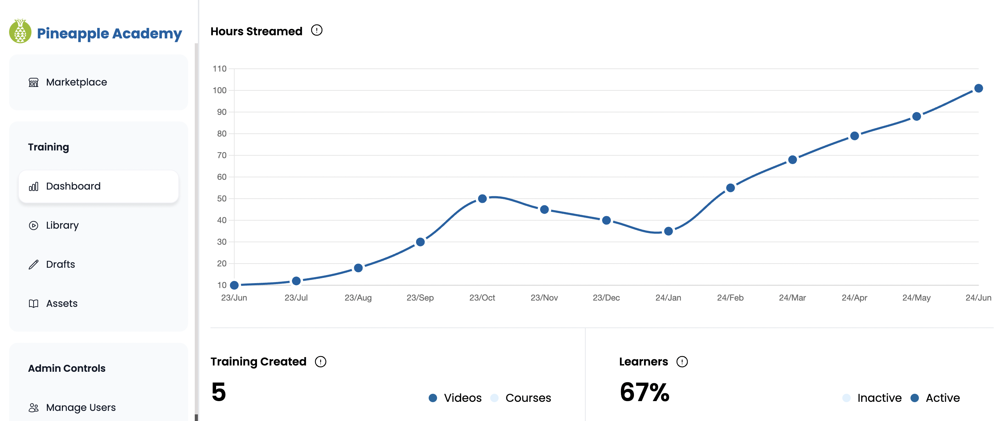 Pineapple Academy
Marketplace
Training
Dashboard
Library
Drafts
Assets
Admin Controls
Manage Users
Hours Streamed
110
100
90
80
70
60
50
40
30
20
10
23/Jun 23/Jul 23/Aug 23/Sep 23/Oct 23/Nov 23/Dec 24/Jan 24/Feb 24/Mar 24/Apr 24/May 24/Jun
Training Created
5
Videos Courses
Learners
67%
Inactive Active